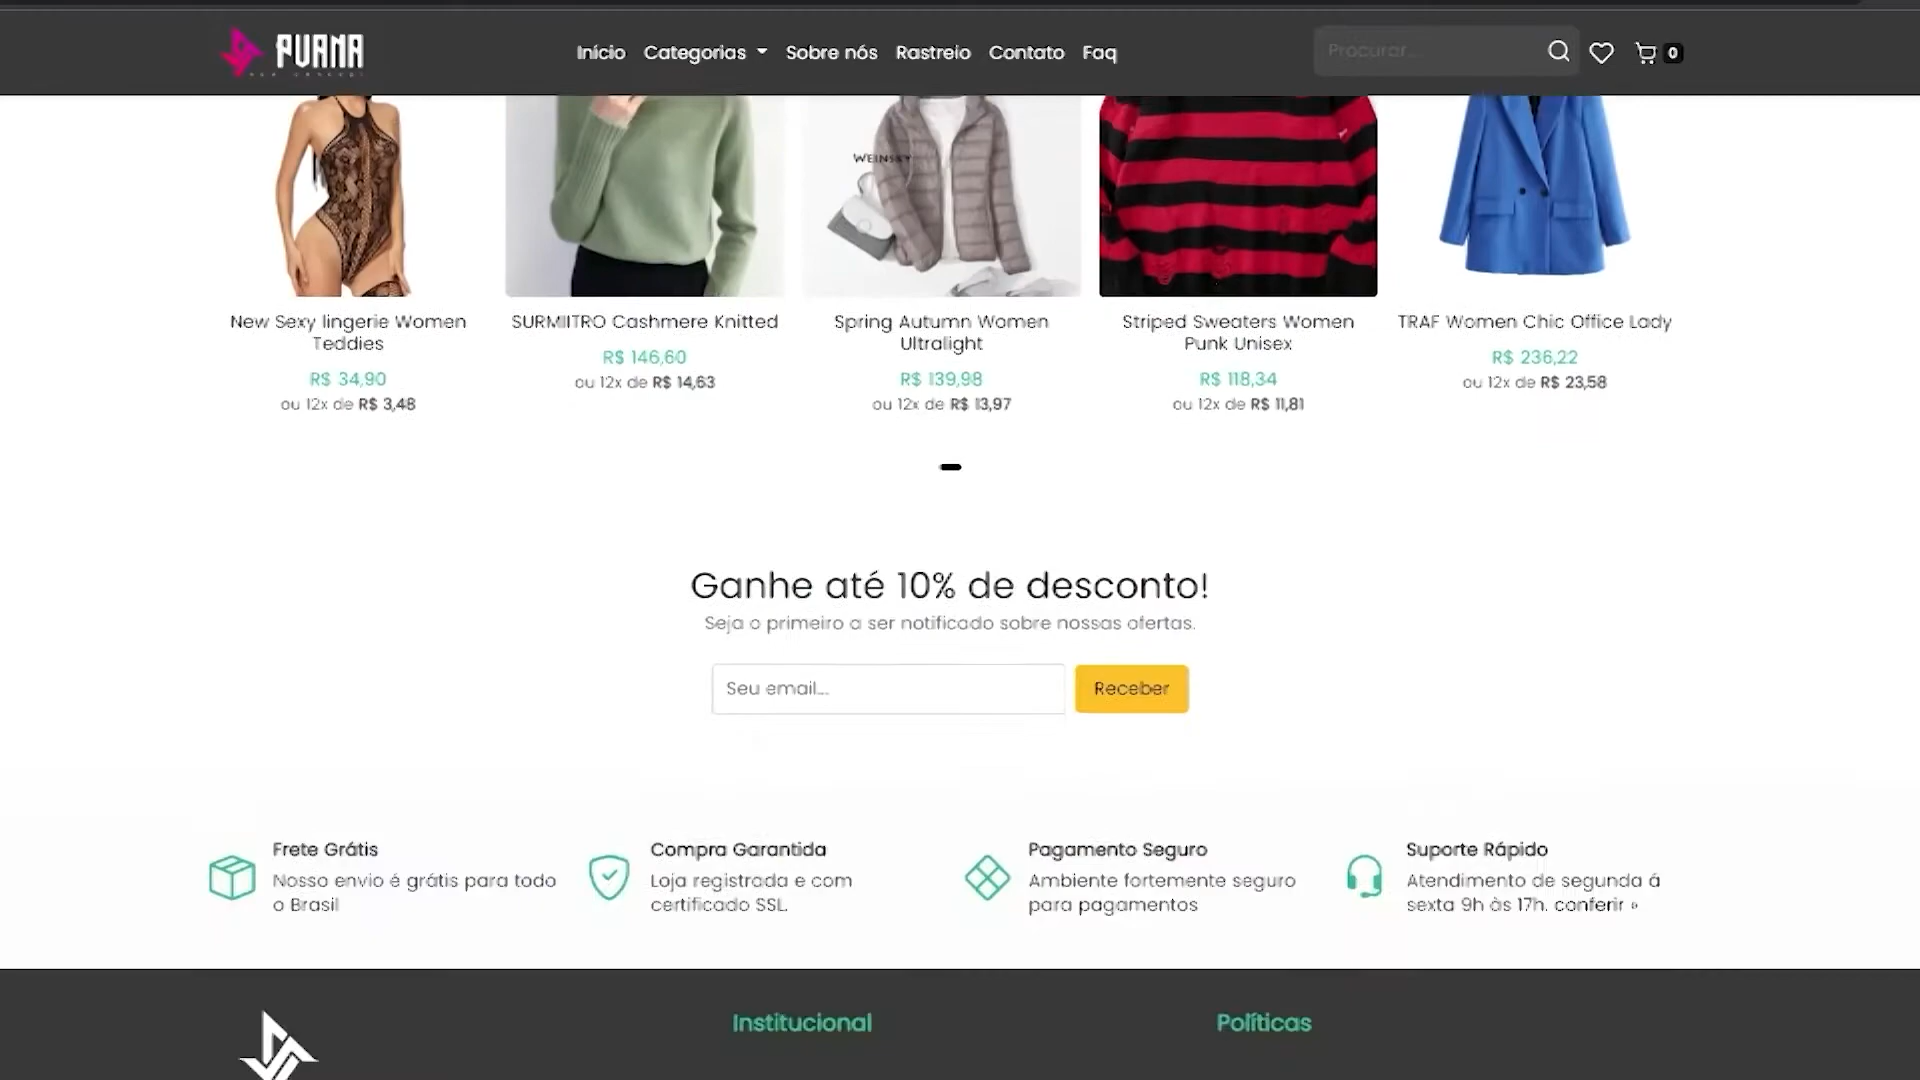 PUANA
Início Categorias Sobre nós Rastreio Contato Faq
Procurar...
0
WEINSKY
New Sexy lingerie Women
Teddies
R$ 34,90
ou 12x de R$ 3,48
SURMIITRO Cashmere Knitted
R$ 146,60
ou 12x de R$ 14,63
Spring Autumn Women
Ultralight
R$ 139,98
ou 12x de R$ 13,97
Striped Sweaters Women
Punk Unisex
R$ 118,34
ou 12x de R$ 11,81
TRAF Women Chic Office Lady
R$ 236,22
ou 12x de R$ 23,58
Ganhe até 10% de desconto!
Seja o primeiro a ser notificado sobre nossas ofertas.
Seu email...
Receber
Frete Grátis
Nosso envio é grátis para todo
o Brasil
Compra Garantida
Loja registrada e com
certificado SSL.
Pagamento Seguro
Ambiente fortemente seguro
para pagamentos
Suporte Rápido
Atendimento de segunda á
sexta 9h às 17h. conferir »
Institucional
Políticas